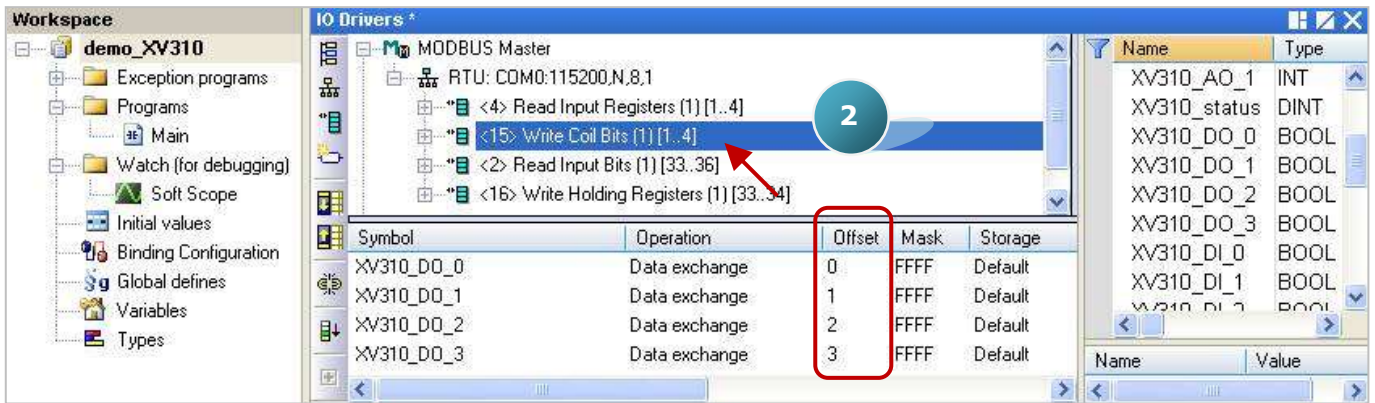 Workspace
demo_XV310
Exception programs
Programs
Main
Watch (for debugging)
Soft Scope
Initial values
Binding Configuration
Global defines
Variables
Types
IO Drivers *
MODBUS Master
RTU: COM0:115200,N,8,1
<4> Read Input Registers (1) [1..4]
<15> Write Coil Bits (1) [1..4]
<2> Read Input Bits (1) [33..36]
<16> Write Holding Registers (1) [33..34]
2
Symbol Operation Offset Mask Storage
XV310_DO_0 Data exchange 0 FFFF Default
XV310_DO_1 Data exchange 1 FFFF Default
XV310_DO_2 Data exchange 2 FFFF Default
XV310_DO_3 Data exchange 3 FFFF Default
Name Type
XV310_AO_1 INT
XV310_status DINT
XV310_DO_0 BOOL
XV310_DO_1 BOOL
XV310_DO_2 BOOL
XV310_DO_3 BOOL
XV310_DI_0 BOOL
XV310_DI_1 BOOL
XV310_DI_2 BOOL
Name Value